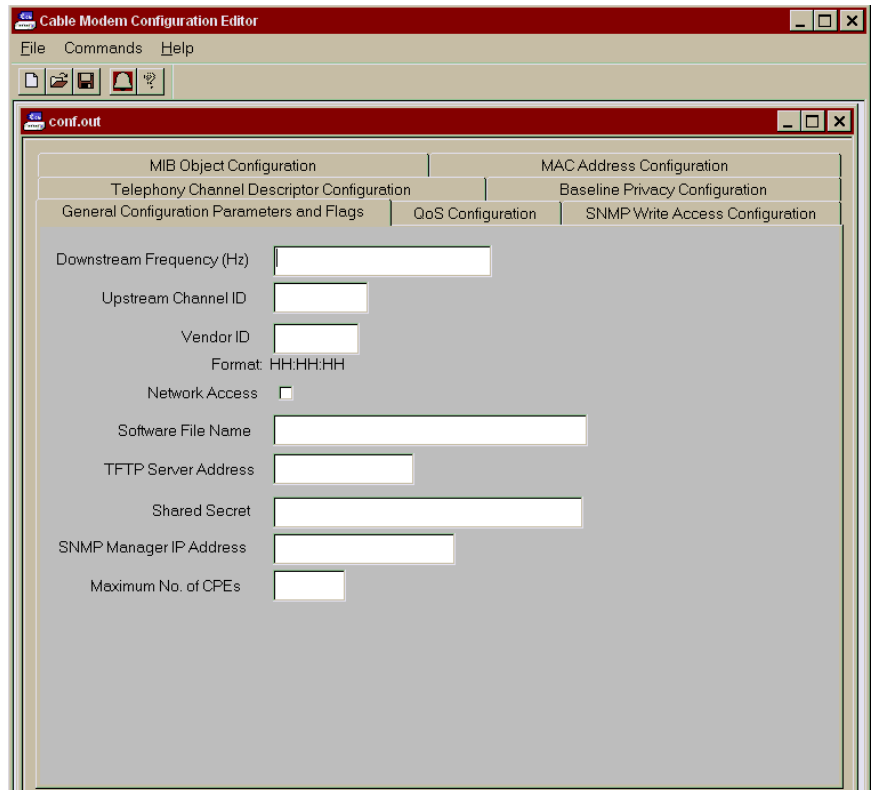 Cable Modem Configuration Editor
File Commands Help
conf.out
MIB Object Configuration MAC Address Configuration
Telephony Channel Descriptor Configuration Baseline Privacy Configuration
General Configuration Parameters and Flags QoS Configuration SNMP Write Access Configuration
Downstream Frequency (Hz)
Upstream Channel ID
Vendor ID
Format: HH:HH:HH
Network Access
Software File Name
TFTP Server Address
Shared Secret
SNMP Manager IP Address
Maximum No. of CPEs